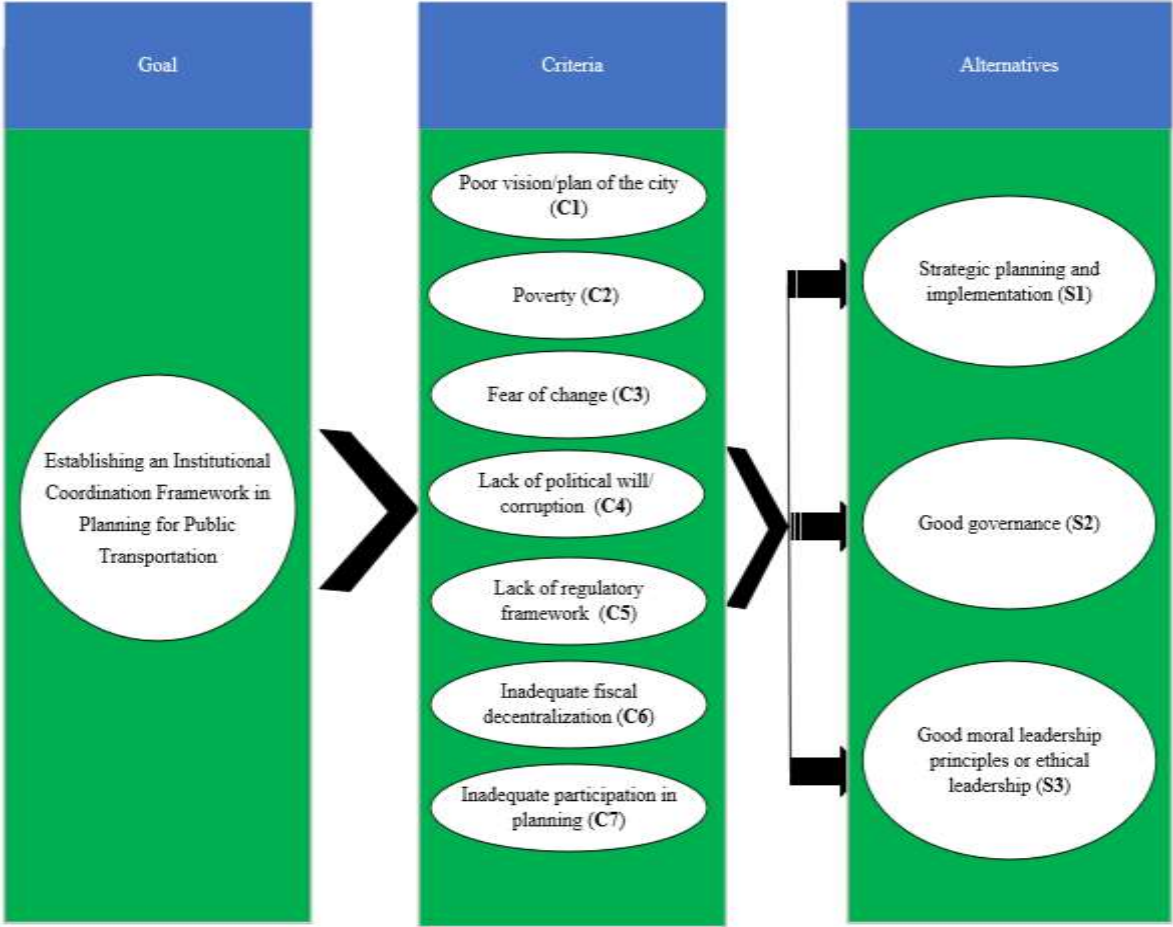 Goal
Establishing an Institutional
Coordination Framework in
Planning for Public
Transportation
Criteria
Poor vision/plan of the city
(C1)
Poverty (C2)
Fear of change (C3)
Lack of political will/
corruption (C4)
Lack of regulatory
framework (C5)
Inadequate fiscal
decentralization (C6)
Inadequate participation in
planning (C7)
Alternatives
Strategic planning and
implementation (S1)
Good governance (S2)
Good moral leadership
principles or ethical
leadership (S3)